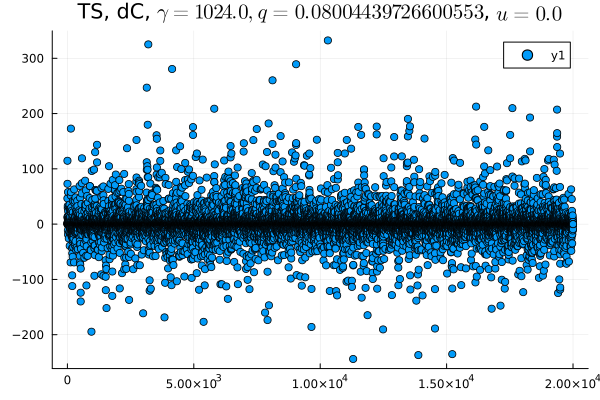 TS, dC, γ = 1024.0, q = 0.08004439726600553, u = 0.0
y1
300
200
100
0
−100
−200
0 5.00×10³ 1.00×10⁴ 1.50×10⁴ 2.00×10⁴